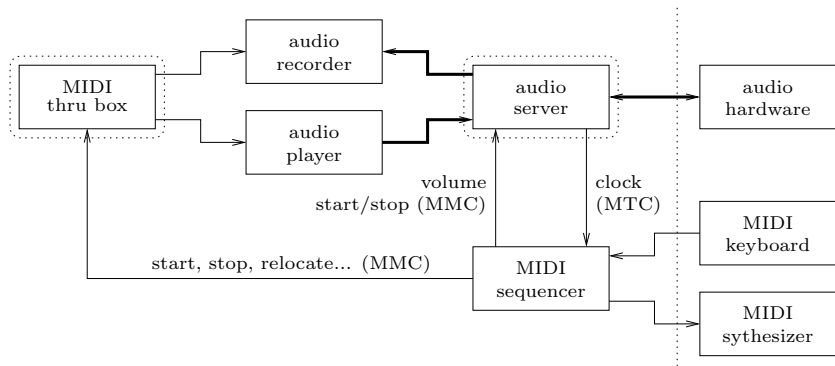 audio
recorder
MIDI
thru box
audio
server
audio
hardware
audio
player
volume
start/stop (MMC)
clock
(MTC)
MIDI
keyboard
start, stop, relocate... (MMC)
MIDI
sequencer
MIDI
sythesizer